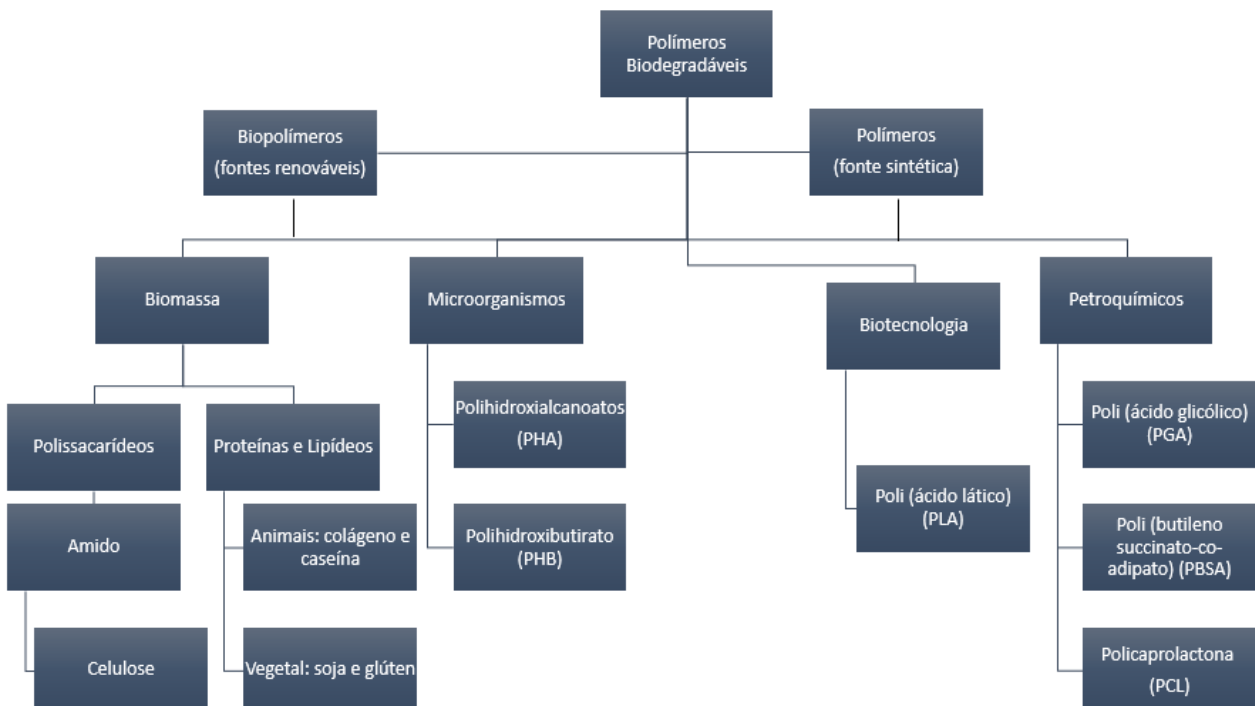 Polímeros
Biodegradáveis
Biopolímeros
(fontes renováveis)
Polímeros
(fonte sintética)
Biomassa
Microorganismos
Biotecnologia
Petroquímicos
Polissacarídeos
Proteínas e Lipídeos
Polihidroxialcanoatos
(PHA)
Poli (ácido glicólico)
(PGA)
Amido
Animais: colágeno e
caseína
Polihidroxibutirato
(PHB)
Poli (ácido lático)
(PLA)
Poli (butileno
succinato-co-
adipato) (PBSA)
Celulose
Vegetal: soja e glúten
Policaprolactona
(PCL)